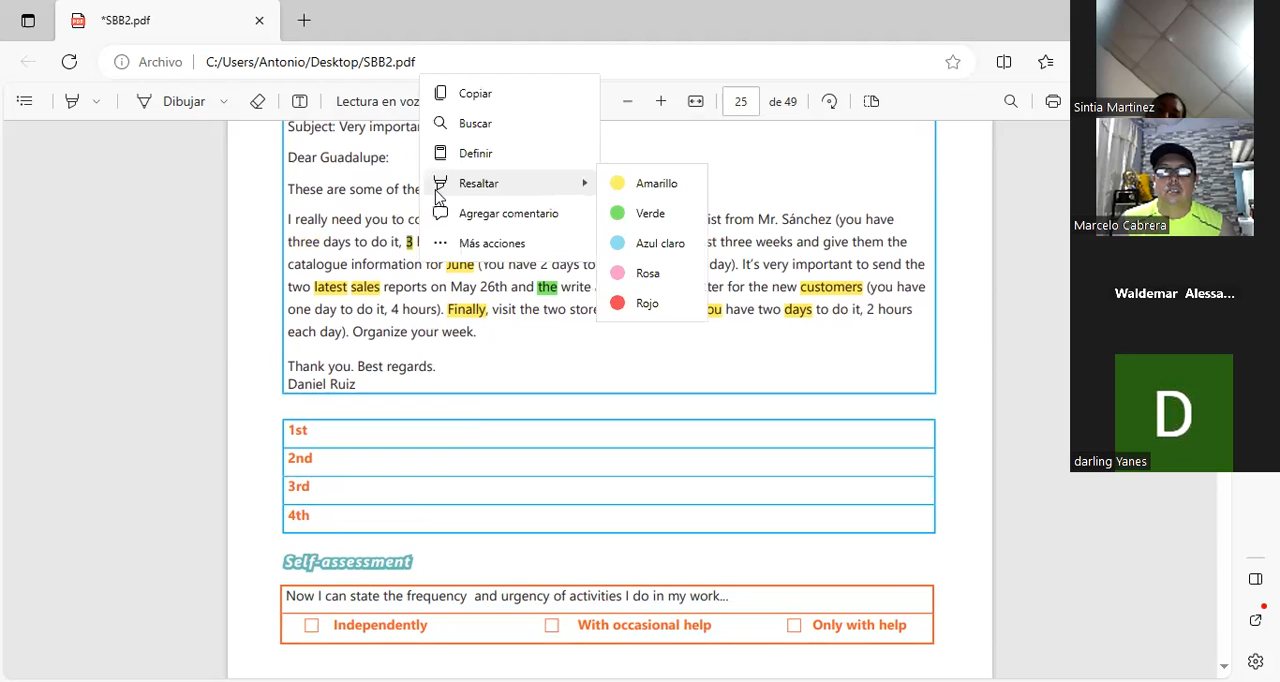 *SBB2.pdf
Archivo
C:/Users/Antonio/Desktop/SBB2.pdf
Dibujar
Lectura en voz
25
de 49
Copiar
Buscar
Definir
Resaltar
Agregar comentario
Más acciones
Amarillo
Verde
Azul claro
Rosa
Rojo
Subject: Very importan
Dear Guadalupe:
These are some of the
I really need you to co ist from Mr. Sánchez (you have
three days to do it, 3 st three weeks and give them the
catalogue information for June (You have 2 days to day). It's very important to send the
two latest sales reports on May 26th and the write ter for the new customers (you have
one day to do it, 4 hours). Finally, visit the two store ou have two days to do it, 2 hours
each day). Organize your week.
Thank you. Best regards.
Daniel Ruiz
1st
2nd
3rd
4th
Self-assessment
Now I can state the frequency and urgency of activities I do in my work...
Independently
With occasional help
Only with help
Sintia Martinez
Marcelo Cabrera
Waldemar Alessa...
D
darling Yanes